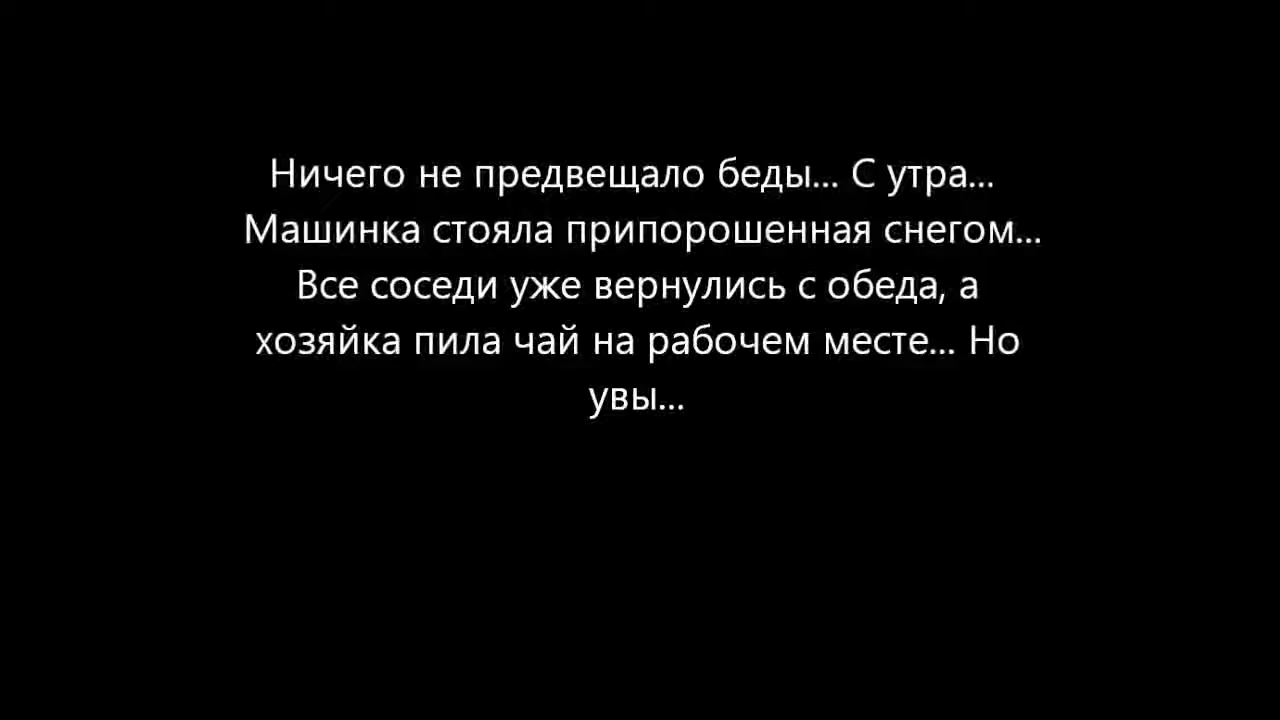 Ничего не предвещало беды... С утра...
Машинка стояла припорошенная снегом...
Все соседи уже вернулись с обеда, а
хозяйка пила чай на рабочем месте... Но
увы...